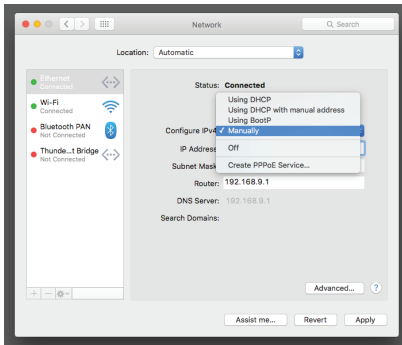 Network
Search
Location: Automatic
Ethernet
Connected
Wi-Fi
Connected
Bluetooth PAN
Not Connected
Thunde...t Bridge
Not Connected
Status: Connected
Using DHCP
Using DHCP with manual address
Using BootP
Configure IPv4 ✓ Manually
IP Address
Off
Subnet Mask
Create PPPoE Service...
Router: 192.168.9.1
DNS Server: 192.168.9.1
Search Domains:
Advanced... ?
Assist me... Revert Apply